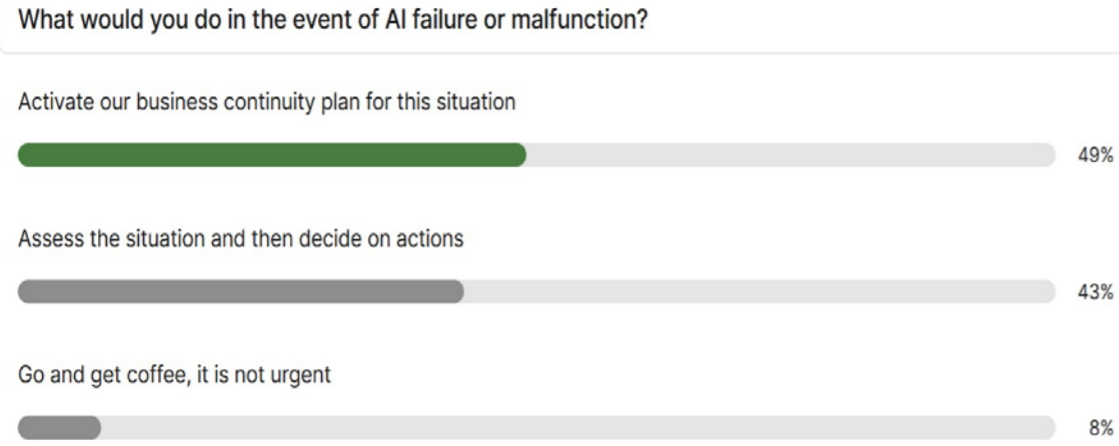 What would you do in the event of AI failure or malfunction?
Activate our business continuity plan for this situation
49%
Assess the situation and then decide on actions
43%
Go and get coffee, it is not urgent
8%